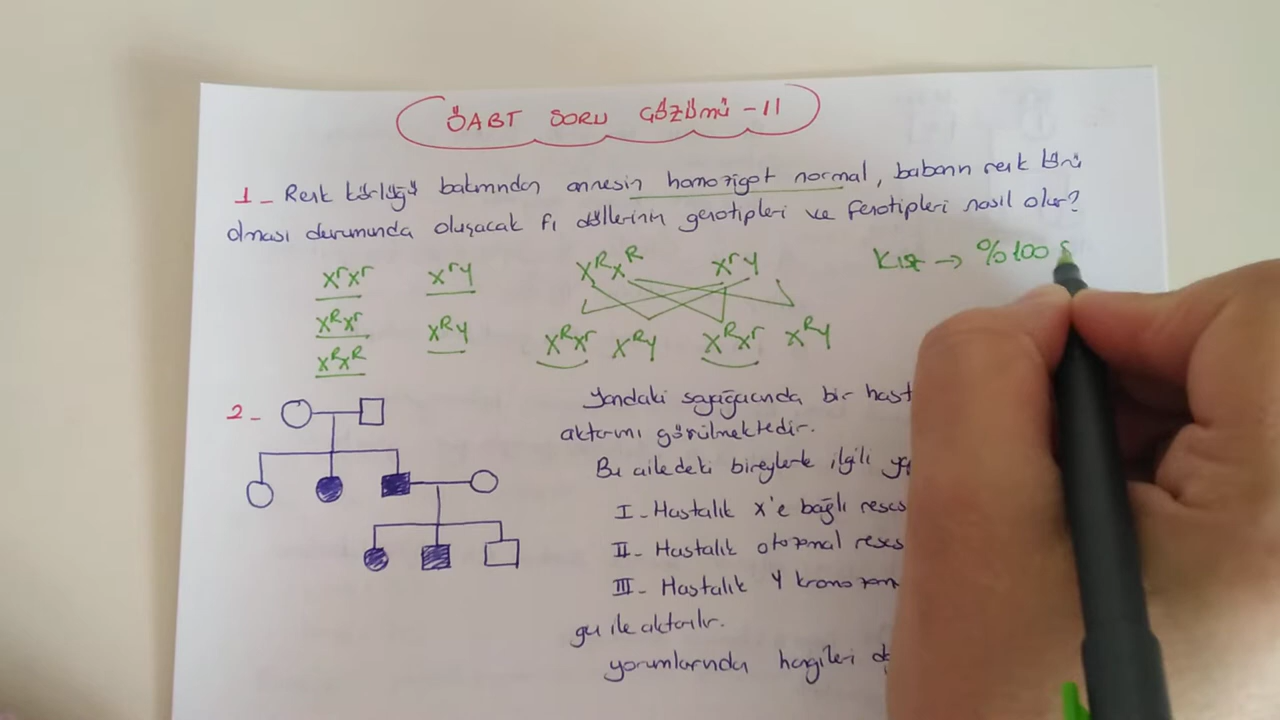 ÖABT SORU ÇÖZÜMÜ - 11
1 - Renk körlüğü bakımından annesin homozigot normal, babanın renk körü
olması durumunda oluşacak F1 döllerinin genotipleri ve fenotipleri nasıl olur?
XʳXʳ XʳY XᴿXᴿ XʳY Kız → %100
XᴿXʳ XᴿY XᴿXʳ XᴿY XᴿXʳ XᴿY
XᴿXᴿ
2 - Yandaki soyağacında bir hast
aktarımı görülmektedir.
Bu ailedeki bireylerle ilgili
I - Hastalık X'e bağlı reses
II - Hastalık otozomal reses
III - Hastalık Y kromozom
gu ile aktarılır.
yorumlarında hangileri